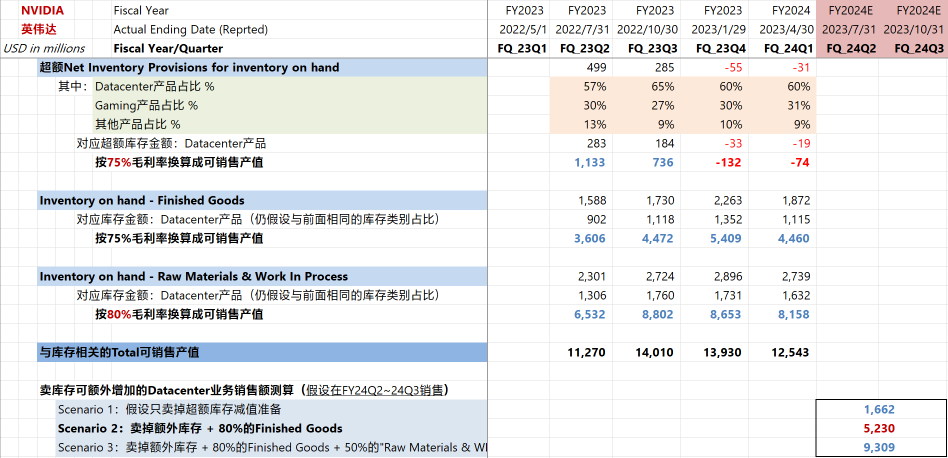 NVIDIA Fiscal Year FY2023 FY2023 FY2023 FY2023 FY2024 FY2024E FY2024E
英伟达 Actual Ending Date (Reprted) 2022/5/1 2022/7/31 2022/10/30 2023/1/29 2023/4/30 2023/7/31 2023/10/31
USD in millions Fiscal Year/Quarter FQ_23Q1 FQ_23Q2 FQ_23Q3 FQ_23Q4 FQ_24Q1 FQ_24Q2 FQ_24Q3
超额Net Inventory Provisions for inventory on hand 499 285 -55 -31
其中： Datacenter产品占比 % 57% 65% 60% 60%
Gaming产品占比 % 30% 27% 30% 31%
其他产品占比 % 13% 9% 10% 9%
对应超额库存金额：Datacenter产品 283 184 -33 -19
按75%毛利率换算成可销售产值 1,133 736 -132 -74
Inventory on hand - Finished Goods 1,588 1,730 2,263 1,872
对应库存金额：Datacenter产品（仍假设与前面相同的库存类别占比） 902 1,118 1,352 1,115
按75%毛利率换算成可销售产值 3,606 4,472 5,409 4,460
Inventory on hand - Raw Materials & Work In Process 2,301 2,724 2,896 2,739
对应库存金额：Datacenter产品（仍假设与前面相同的库存类别占比） 1,306 1,760 1,731 1,632
按80%毛利率换算成可销售产值 6,532 8,802 8,653 8,158
与库存相关的Total可销售产值 11,270 14,010 13,930 12,543
卖库存可额外增加的Datacenter业务销售额测算（假设在FY24Q2~24Q3销售）
Scenario 1：假设只卖掉超额库存减值准备 1,662
Scenario 2：卖掉额外库存 + 80%的Finished Goods 5,230
Scenario 3：卖掉额外库存 + 80%的Finished Goods + 50%的"Raw Materials & WI 9,309